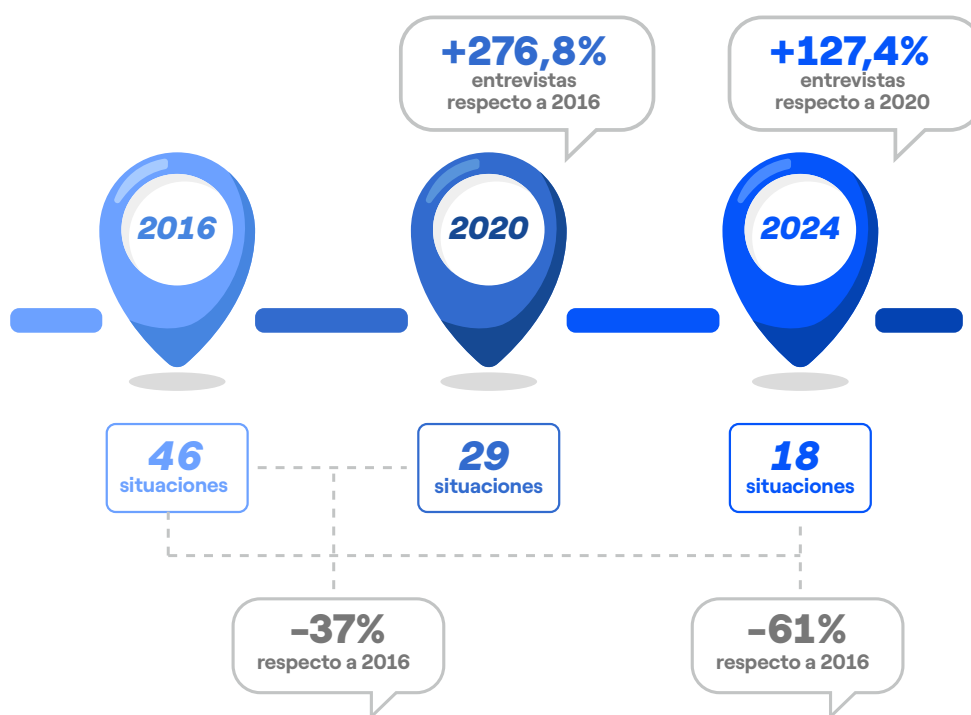 +276,8%
entrevistas
respecto a 2016
+127,4%
entrevistas
respecto a 2020
2016
2020
2024
46
situaciones
29
situaciones
18
situaciones
–37%
respecto a 2016
–61%
respecto a 2016